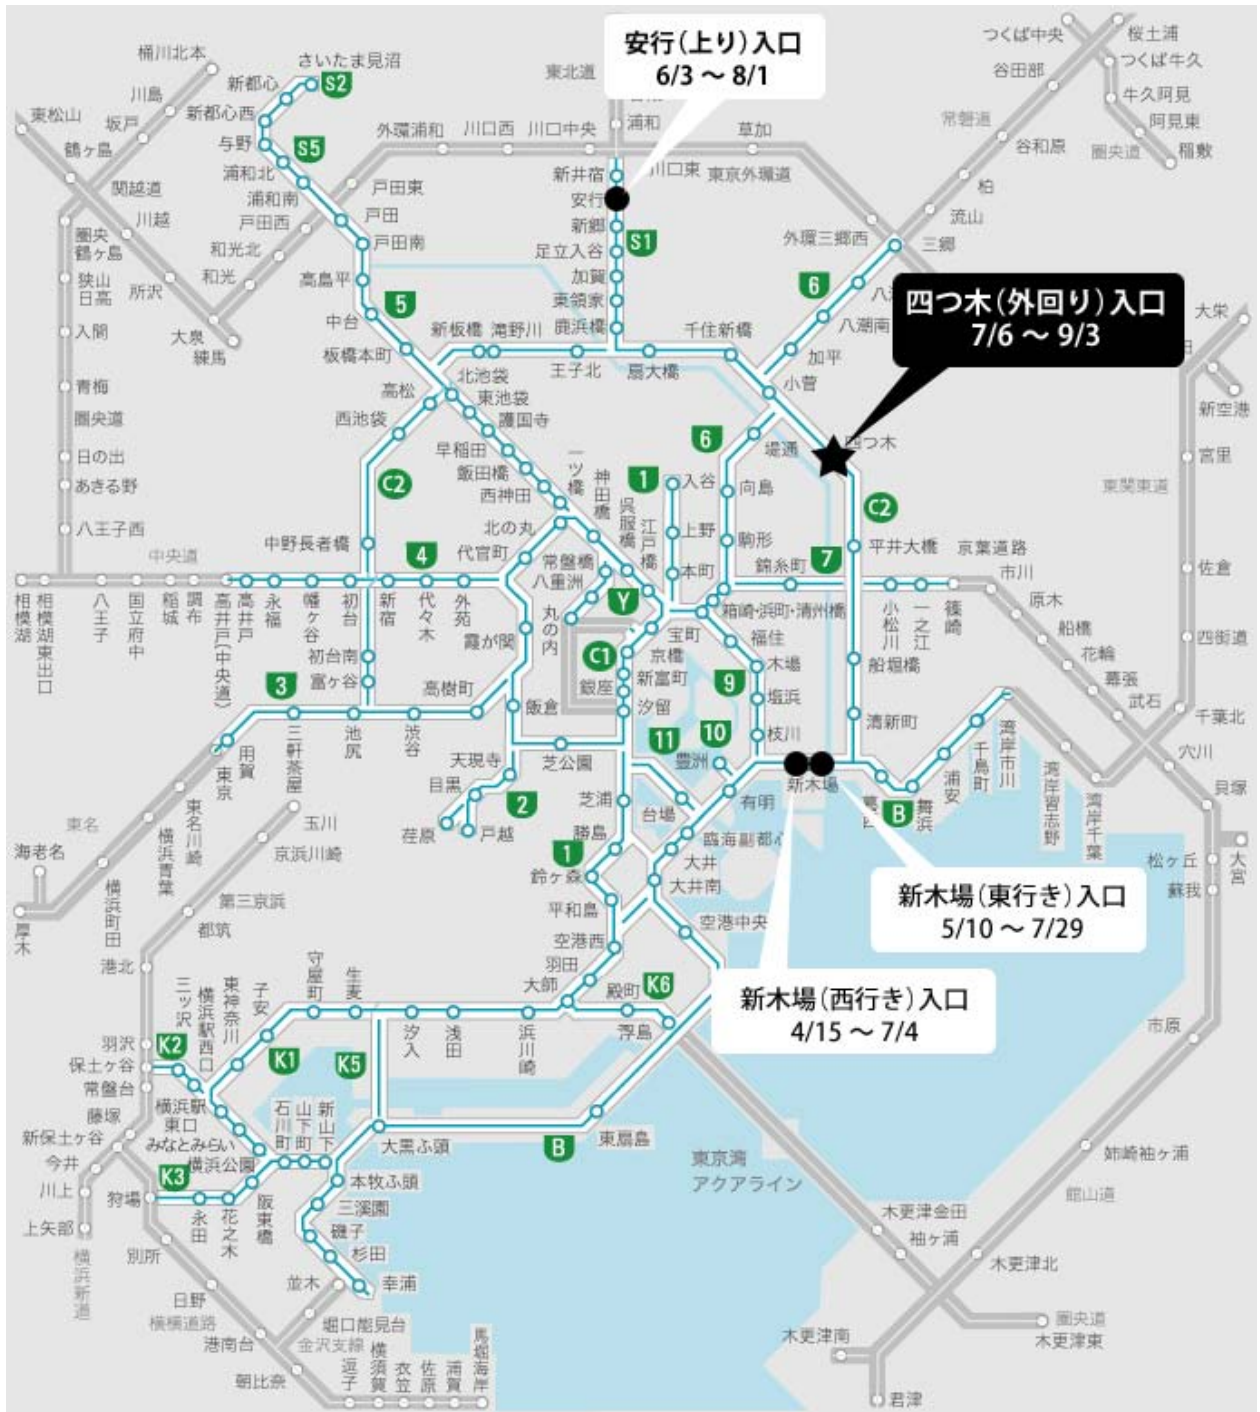 安行（上り）入口
6/3 ～ 8/1
四つ木（外回り）入口
7/6 ～ 9/3
新木場（東行き）入口
5/10 ～ 7/29
新木場（西行き）入口
4/15 ～ 7/4
桶川北本
さいたま見沼
新都心
S2
川島
新都心西
坂戸
東松山
与野
S5
鶴ヶ島
浦和北
関越道
浦和南
川越
圏央
鶴ヶ島
戸田西
戸田東
戸田
和光北
戸田南
和光
狭山
日高
所沢
高島平
大泉
練馬
入間
中台
5
板橋本町
青梅
圏央道
日の出
あきる野
八王子西
外環浦和
川口西
川口中央
東北道
浦和
草加
新井宿
川口東
東京外環道
安行
新郷
S1
足立入谷
加賀
東領家
鹿浜橋
つくば中央
桜土浦
つくば牛久
谷田部
牛久阿見
常磐道
阿見東
圏央道
稲敷
谷和原
柏
流山
外環三郷西
三郷
6
八潮南
加平
小菅
千住新橋
扇大橋
王子北
新板橋
滝野川
高松
北池袋
東池袋
西池袋
護国寺
早稲田
飯田橋
西神田
一ツ橋
神田橋
呉服橋
江戸橋
C2
四つ木
堤通
6
向島
1
入谷
上野
駒形
本町
C2
平井大橋
7
錦糸町
京葉道路
市川
小松川
一之江
篠崎
原木
船橋
花輪
幕張
武石
穴川
貝塚
大栄
新空港
宮里
東関東道
佐倉
四街道
千葉北
中央道
相模湖
相模湖東出口
八王子
国立府中
稲城
調布
高井戸（中央道）
高井戸
永福
幡ヶ谷
初台
新宿
代々木
外苑
4
中野長者橋
北の丸
代官町
常盤橋
八重洲
丸の内
Y
霞が関
C1
宝町
京橋
新富町
銀座
汐留
箱崎・浜町・清州橋
福住
木場
9
塩浜
枝川
初台南
富ヶ谷
3
高樹町
用賀
東京
三軒茶屋
池尻
渋谷
飯倉
天現寺
目黒
2
荏原
戸越
芝公園
11
10
豊洲
台場
有明
新木場
船堀橋
清新町
B
舞浜
浦安
千鳥町
湾岸市川
湾岸習志野
湾岸千葉
芝浦
勝島
1
鈴ヶ森
臨海副都心
大井
大井南
平和島
空港中央
空港西
羽田
大師
殿町
K6
浮島
松ヶ丘
蘇我
大宮
市原
東名
東名川崎
横浜青葉
玉川
京浜川崎
海老名
厚木
横浜町田
第三京浜
都筑
港北
羽沢
三ッ沢
K2
横浜駅西口
東神奈川
子安
守屋町
生麦
汐入
浅田
浜川崎
K1
K5
保土ヶ谷
常盤台
藤塚
新保土ヶ谷
今井
川上
上矢部
横浜新道
横浜駅
東口
みなとみらい
横浜公園
石川町
山下町
新山下
大黒ふ頭
B
東扇島
K3
狩場
永田
花之木
阪東橋
本牧ふ頭
三溪園
磯子
杉田
幸浦
別所
日野
横横道路
港南台
朝比奈
並木
堀口能見台
金沢支線
逗子
横須賀
衣笠
佐原
浦賀
馬堀海岸
東京湾
アクアライン
木更津金田
袖ヶ浦
姉崎袖ヶ浦
館山道
木更津北
圏央道
木更津東
木更津南
君津